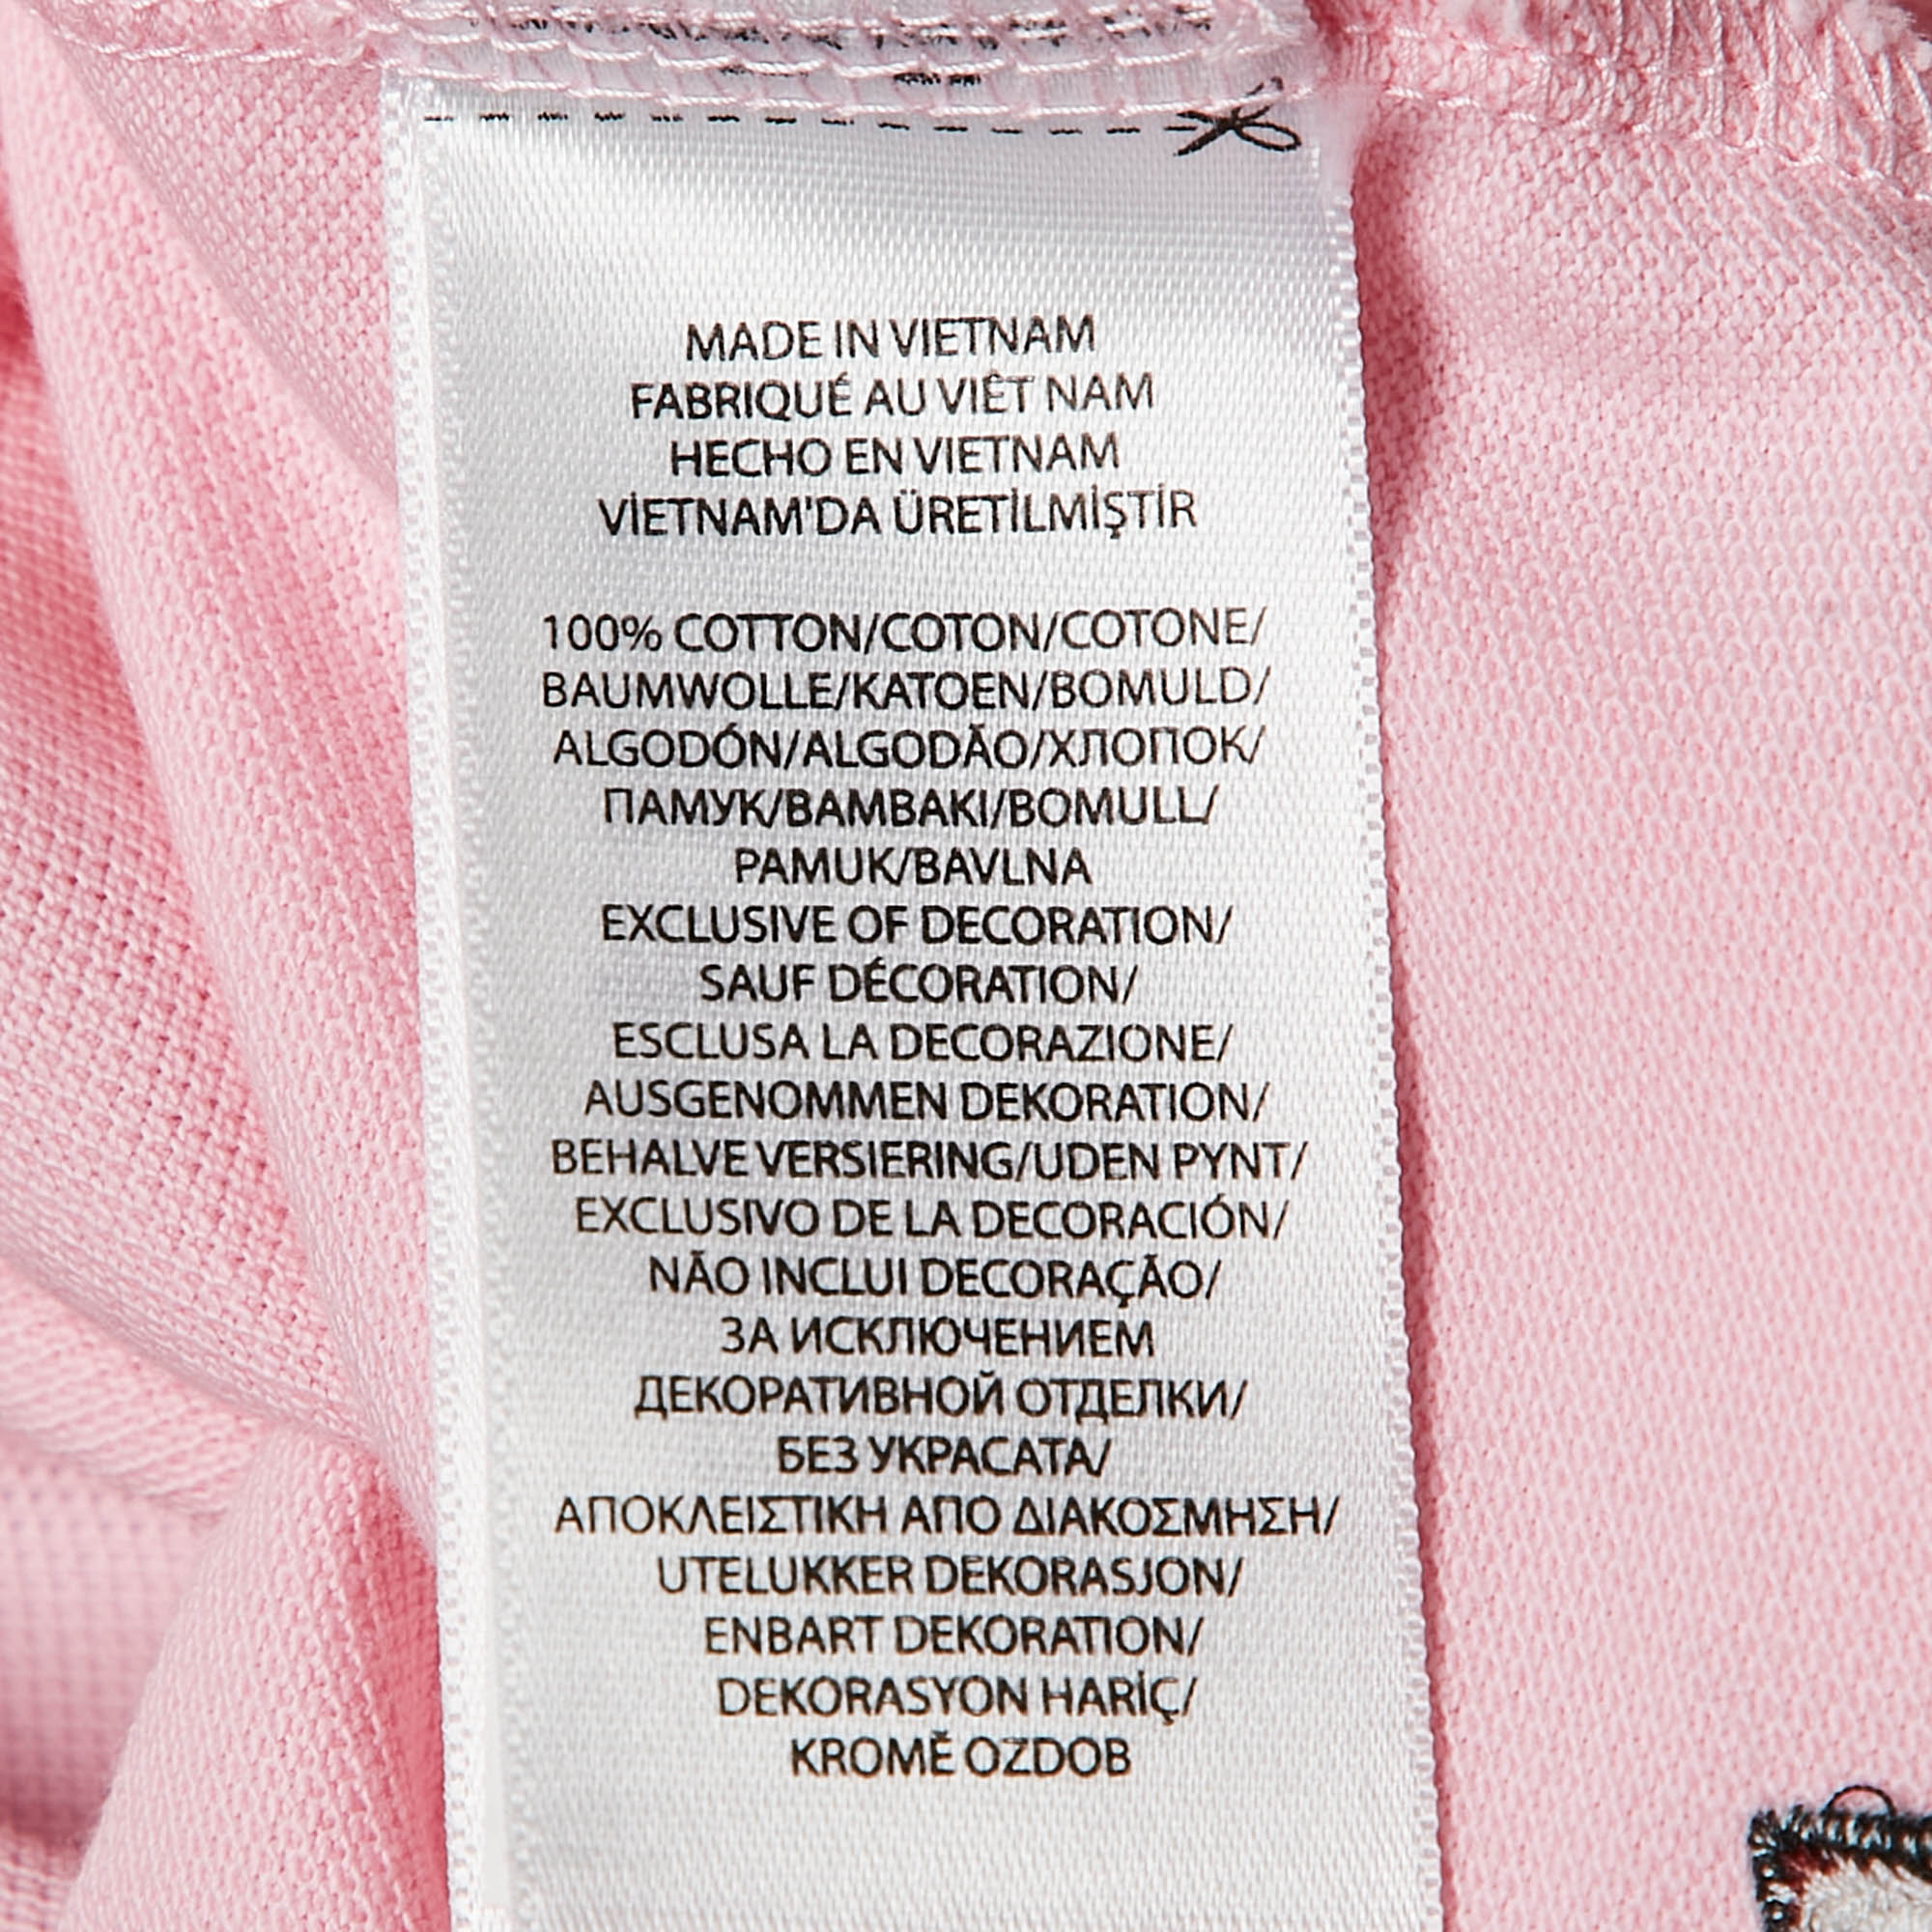 MADE IN VIETNAM
FABRIQUÉ AU VIÊT NAM
HECHO EN VIETNAM
VİETNAM'DA ÜRETİLMİŞTİR
100% COTTON/COTON/COTONE/
BAUMWOLLE/KATOEN/BOMULD/
ALGODÓN/ALGODÃO/ХЛОПОК/
ПАМУК/ΒΑΜΒΑΚΙ/BOMULL/
PAMUK/BAVLNA
EXCLUSIVE OF DECORATION/
SAUF DÉCORATION/
ESCLUSA LA DECORAZIONE/
AUSGENOMMEN DEKORATION/
BEHALVE VERSIERING/UDEN PYNT/
EXCLUSIVO DE LA DECORACIÓN/
NÃO INCLUI DECORAÇÃO/
ЗА ИСКЛЮЧЕНИЕМ
ДЕКОРАТИВНОЙ ОТДЕЛКИ/
БЕЗ УКРАСАТА/
ΑΠΟΚΛΕΙΣΤΙΚΗ ΑΠΟ ΔΙΑΚΟΣΜΗΣΗ/
UTELUKKER DEKORASJON/
ENBART DEKORATION/
DEKORASYON HARİÇ/
KROMĚ OZDOB